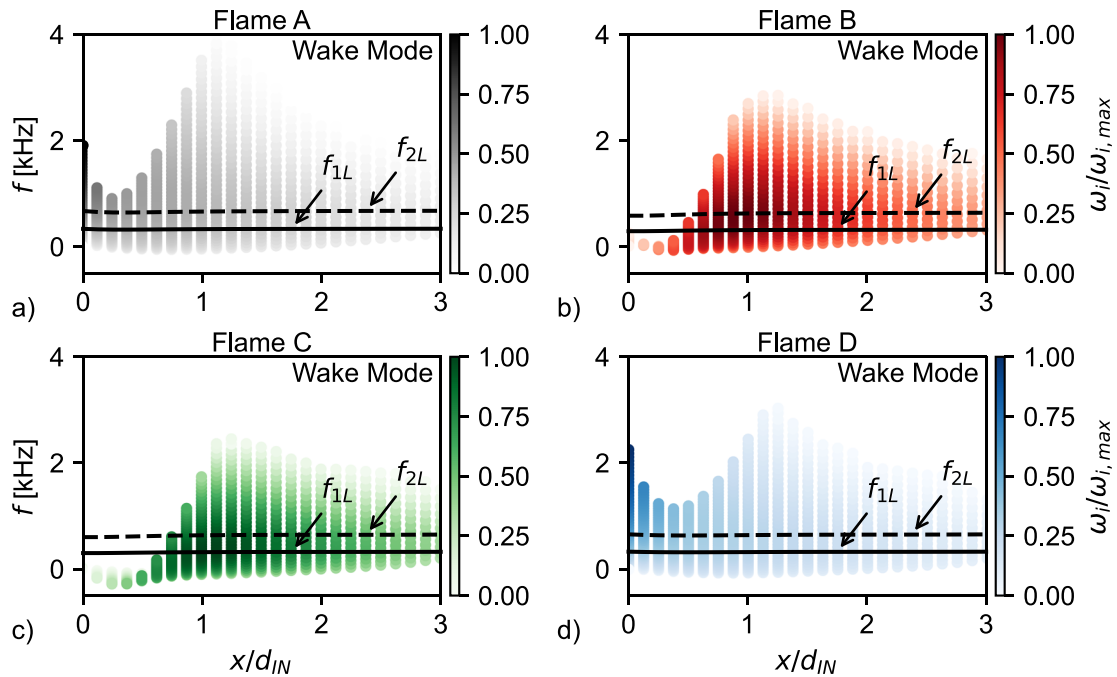 Flame A
Wake Mode
f [kHz]
4
2
0
f1L
f2L
0
1
2
3
1.00
0.75
0.50
0.25
0.00
a)
Flame B
Wake Mode
4
2
0
f1L
f2L
0
1
2
3
1.00
0.75
0.50
0.25
0.00
ωi/ωi,max
b)
Flame C
Wake Mode
f [kHz]
4
2
0
f1L
f2L
0
1
2
3
x/dIN
1.00
0.75
0.50
0.25
0.00
c)
Flame D
Wake Mode
4
2
0
f1L
f2L
0
1
2
3
x/dIN
1.00
0.75
0.50
0.25
0.00
ωi/ωi,max
d)